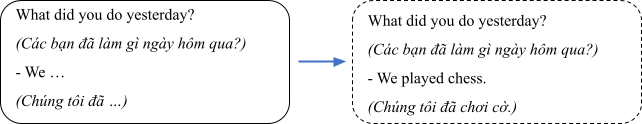 What did you do yesterday?
(Các bạn đã làm gì ngày hôm qua?)
- We …
(Chúng tôi đã …)
What did you do yesterday?
(Các bạn đã làm gì ngày hôm qua?)
- We played chess.
(Chúng tôi đã chơi cờ.)